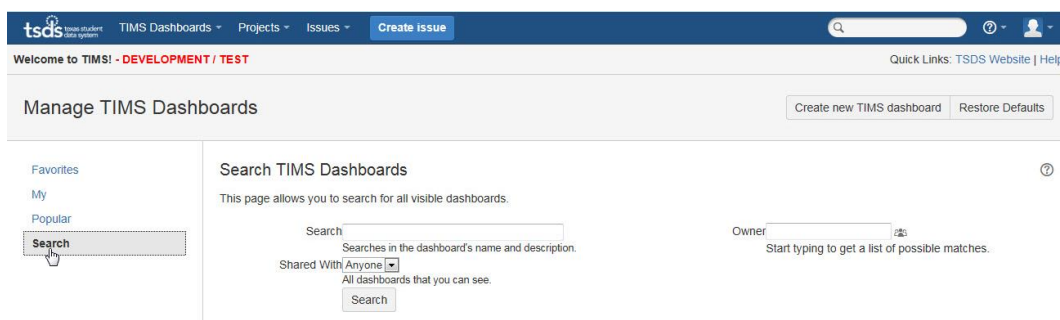 tsds texas student data system TIMS Dashboards Projects Issues Create issue
Welcome to TIMS! - DEVELOPMENT / TEST Quick Links: TSDS Website | Help
Manage TIMS Dashboards Create new TIMS dashboard Restore Defaults
Favorites
My
Popular
Search
Search TIMS Dashboards
This page allows you to search for all visible dashboards.
Search Owner
Searches in the dashboard's name and description. Start typing to get a list of possible matches.
Shared With Anyone
All dashboards that you can see.
Search